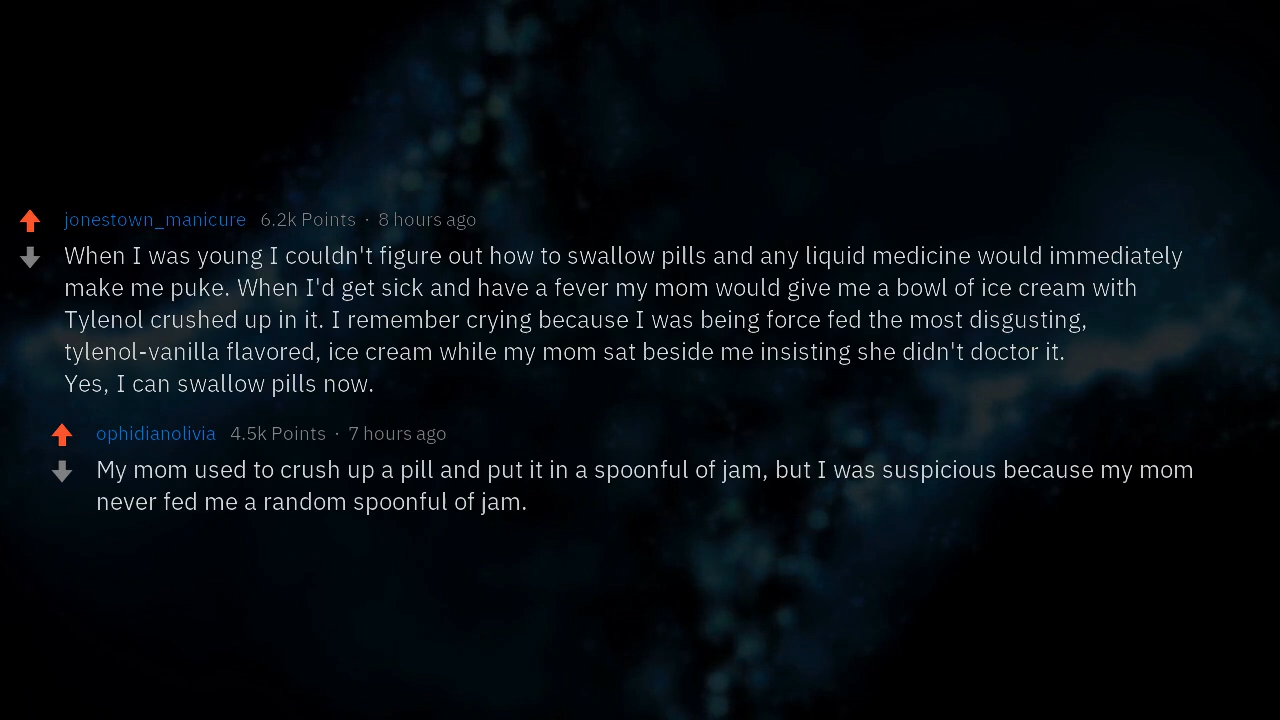 jonestown_manicure 6.2k Points · 8 hours ago
When I was young I couldn't figure out how to swallow pills and any liquid medicine would immediately
make me puke. When I'd get sick and have a fever my mom would give me a bowl of ice cream with
Tylenol crushed up in it. I remember crying because I was being force fed the most disgusting,
tylenol-vanilla flavored, ice cream while my mom sat beside me insisting she didn't doctor it.
Yes, I can swallow pills now.
ophidianolivia 4.5k Points · 7 hours ago
My mom used to crush up a pill and put it in a spoonful of jam, but I was suspicious because my mom
never fed me a random spoonful of jam.